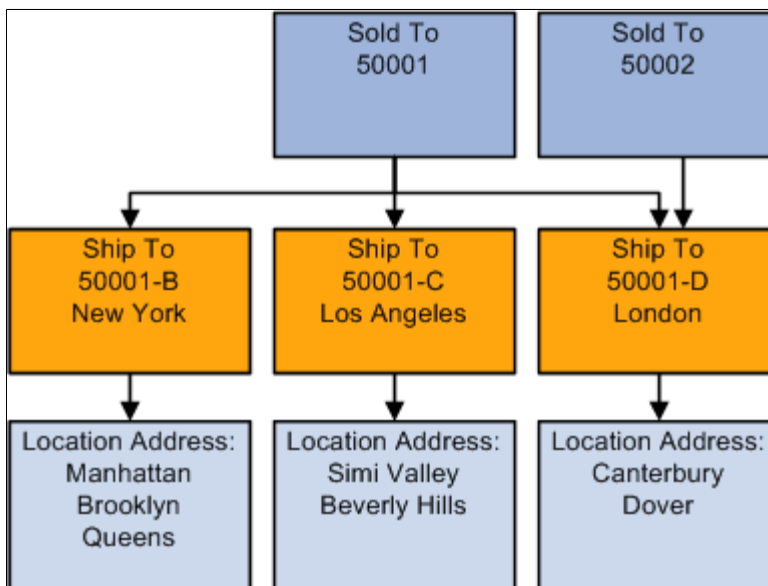 Sold To
50001
Sold To
50002
Ship To
50001-B
New York
Ship To
50001-C
Los Angeles
Ship To
50001-D
London
Location Address:
Manhattan
Brooklyn
Queens
Location Address:
Simi Valley
Beverly Hills
Location Address:
Canterbury
Dover